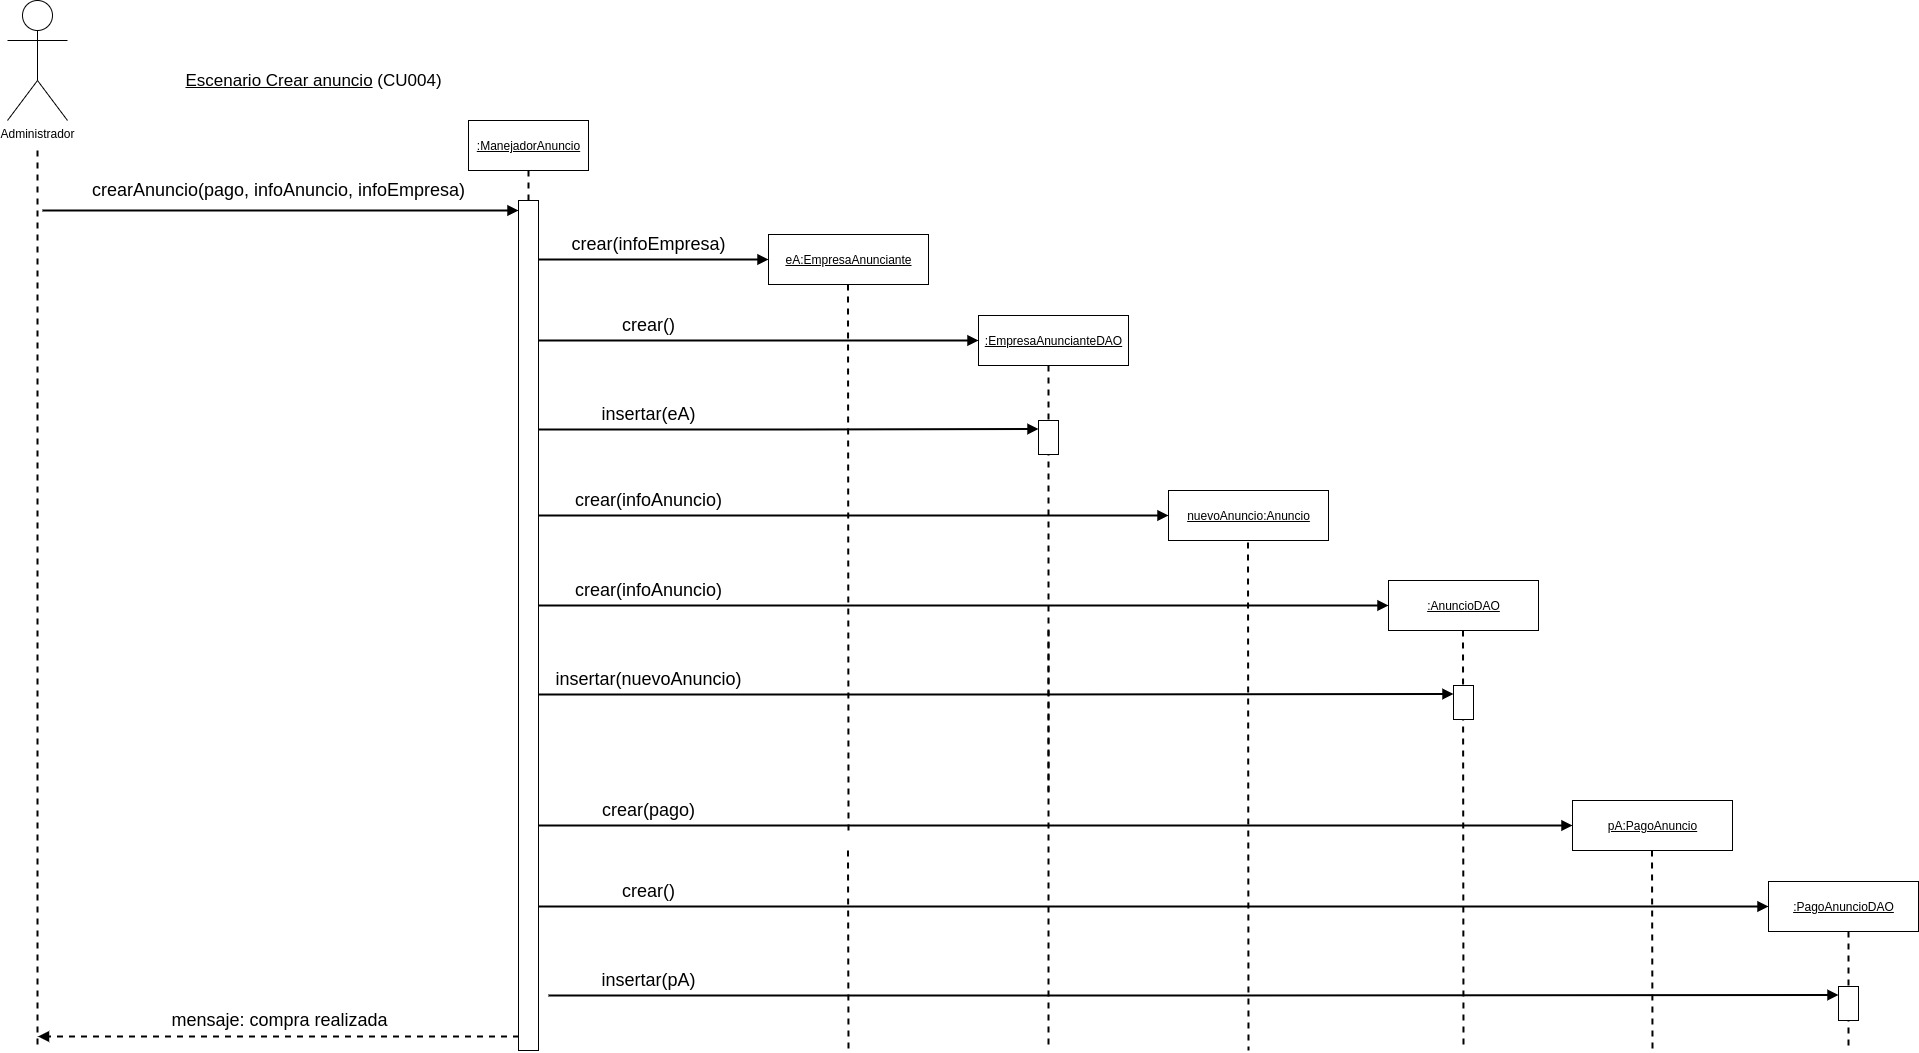 Escenario Crear anuncio (CU004)
Administrador
:ManejadorAnuncio
crearAnuncio(pago, infoAnuncio, infoEmpresa)
crear(infoEmpresa)
eA:EmpresaAnunciante
crear()
:EmpresaAnuncianteDAO
insertar(eA)
crear(infoAnuncio)
nuevoAnuncio:Anuncio
crear(infoAnuncio)
:AnuncioDAO
insertar(nuevoAnuncio)
crear(pago)
pA:PagoAnuncio
crear()
:PagoAnuncioDAO
insertar(pA)
mensaje: compra realizada